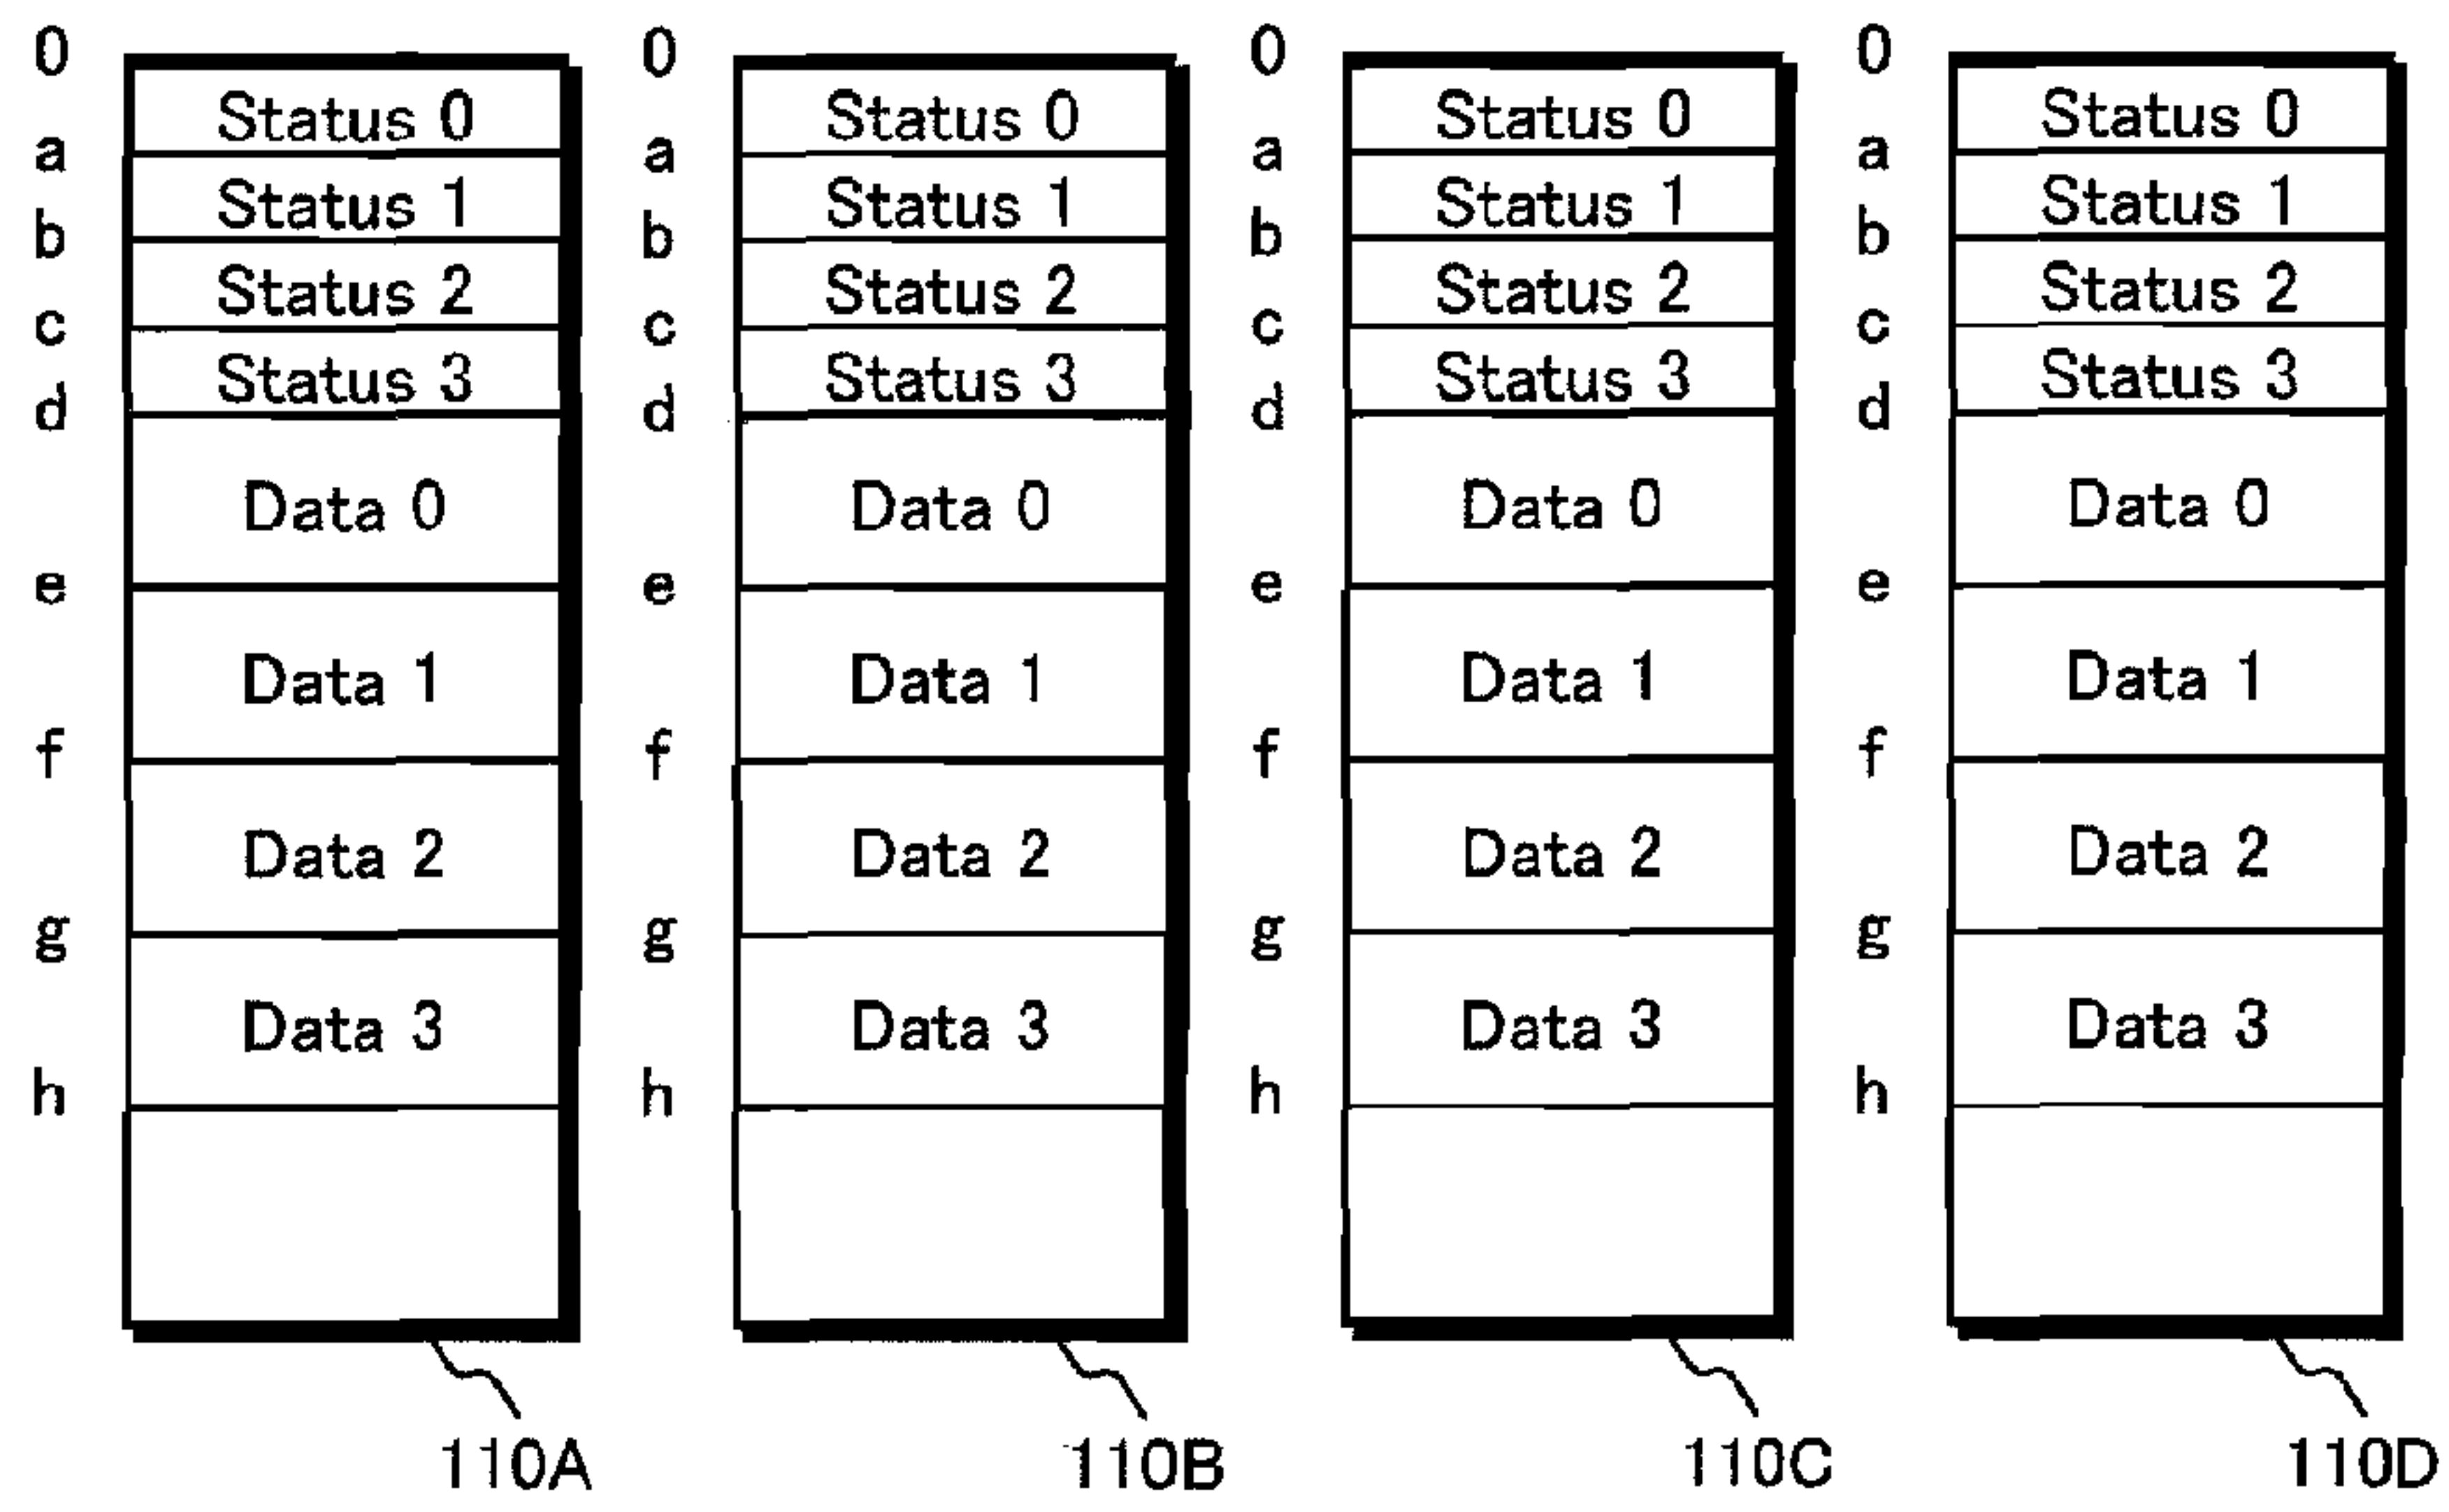 0 0 0 0
Status 0 Status 0 Status 0 Status 0
a a a a
Status 1 Status 1 Status 1 Status 1
b b b b
Status 2 Status 2 Status 2 Status 2
c c c c
Status 3 Status 3 Status 3 Status 3
d d d d
Data 0 Data 0 Data 0 Data 0
e e e e
Data 1 Data 1 Data 1 Data 1
f f f f
Data 2 Data 2 Data 2 Data 2
g g g g
Data 3 Data 3 Data 3 Data 3
h h h h
110A 110B 110C 110D